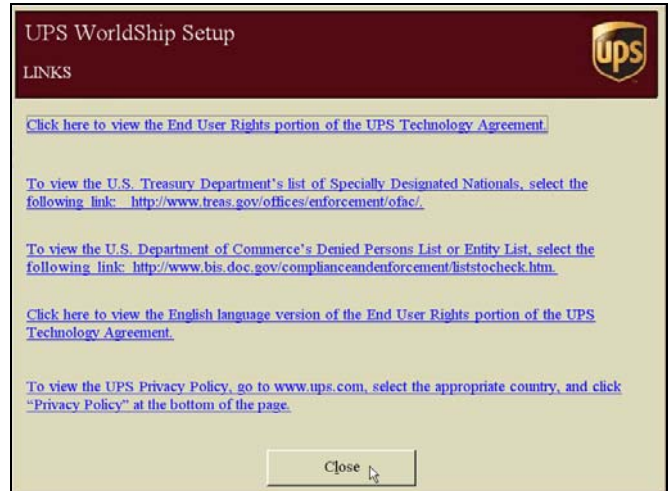 UPS WorldShip Setup
LINKS
ups
Click here to view the End User Rights portion of the UPS Technology Agreement.
To view the U.S. Treasury Department's list of Specially Designated Nationals, select the
following link: http://www.treas.gov/offices/enforcement/ofac/.
To view the U.S. Department of Commerce's Denied Persons List or Entity List, select the
following link: http://www.bis.doc.gov/complianceandenforcement/liststocheck.htm.
Click here to view the English language version of the End User Rights portion of the UPS
Technology Agreement.
To view the UPS Privacy Policy, go to www.ups.com, select the appropriate country, and click
“Privacy Policy” at the bottom of the page.
Close